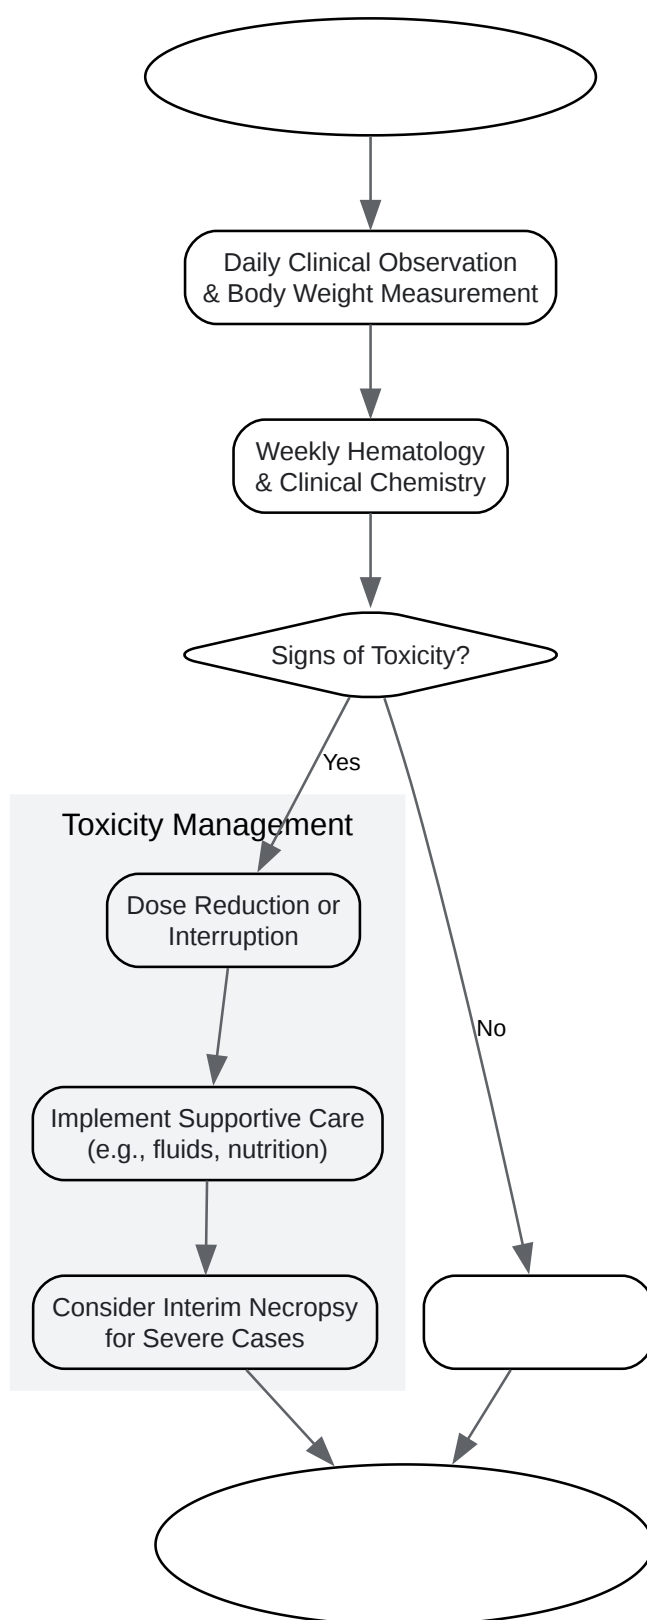 Daily Clinical Observation
& Body Weight Measurement
Weekly Hematology
& Clinical Chemistry
Signs of Toxicity?
Yes
Toxicity Management
Dose Reduction or
Interruption
No
Implement Supportive Care
(e.g., fluids, nutrition)
Consider Interim Necropsy
for Severe Cases